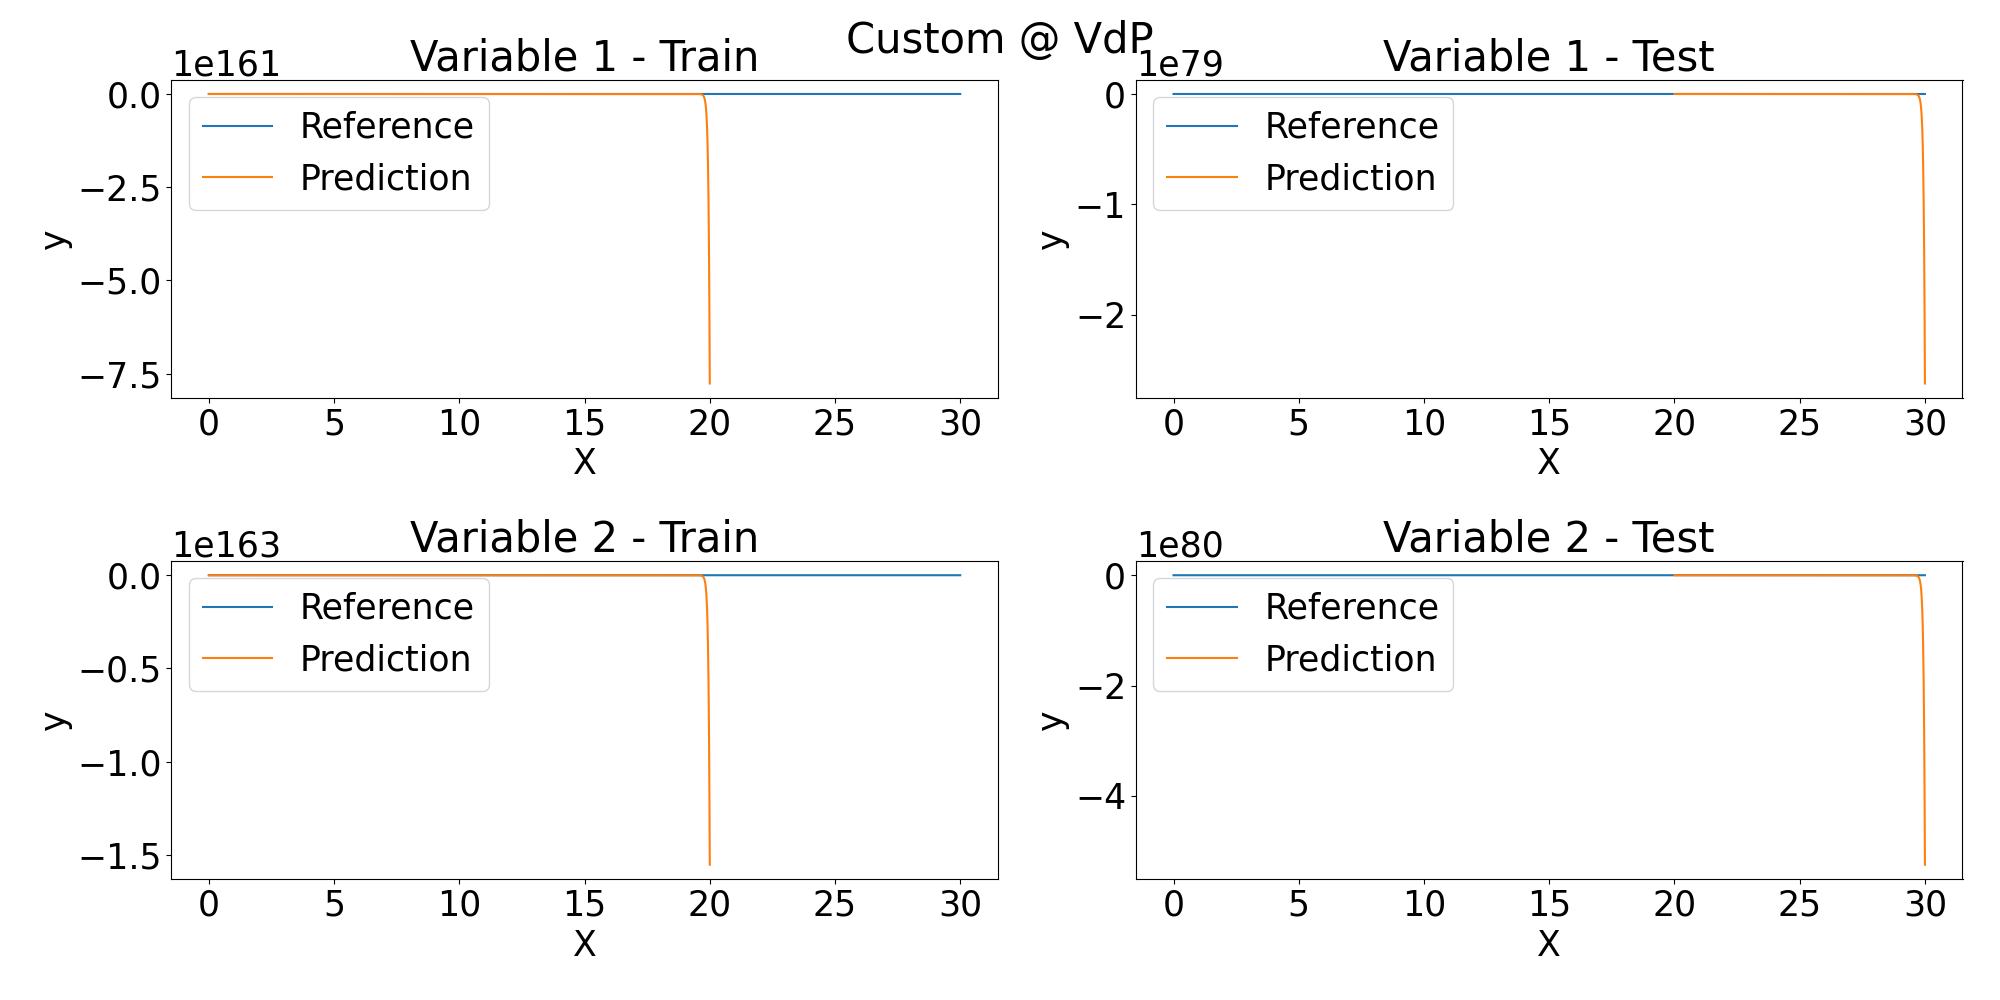 Custom @ VdP
Variable 1 - Train
1e161
0.0
−2.5
−5.0
−7.5
y
Reference
Prediction
0 5 10 15 20 25 30
X
Variable 1 - Test
1e79
0
−1
−2
y
Reference
Prediction
0 5 10 15 20 25 30
X
Variable 2 - Train
1e163
0.0
−0.5
−1.0
−1.5
y
Reference
Prediction
0 5 10 15 20 25 30
X
Variable 2 - Test
1e80
0
−2
−4
y
Reference
Prediction
0 5 10 15 20 25 30
X